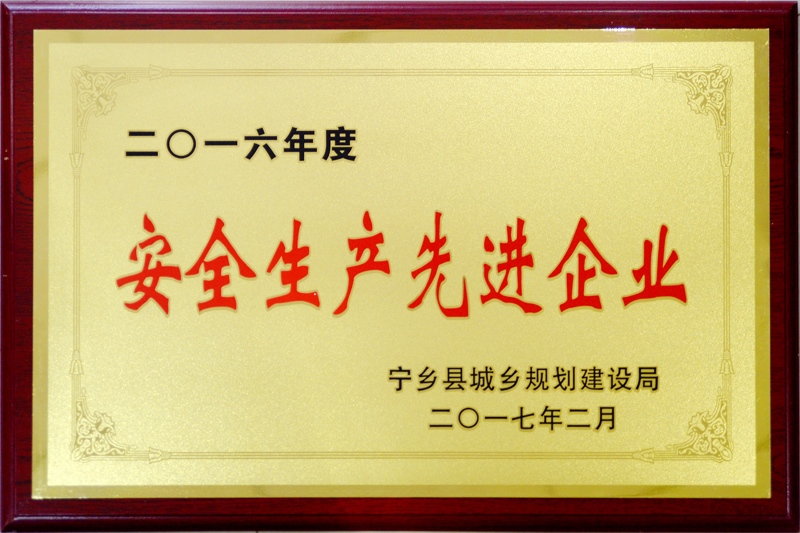 二〇一六年度
安全生产先进企业
宁乡县城乡规划建设局
二〇一七年二月